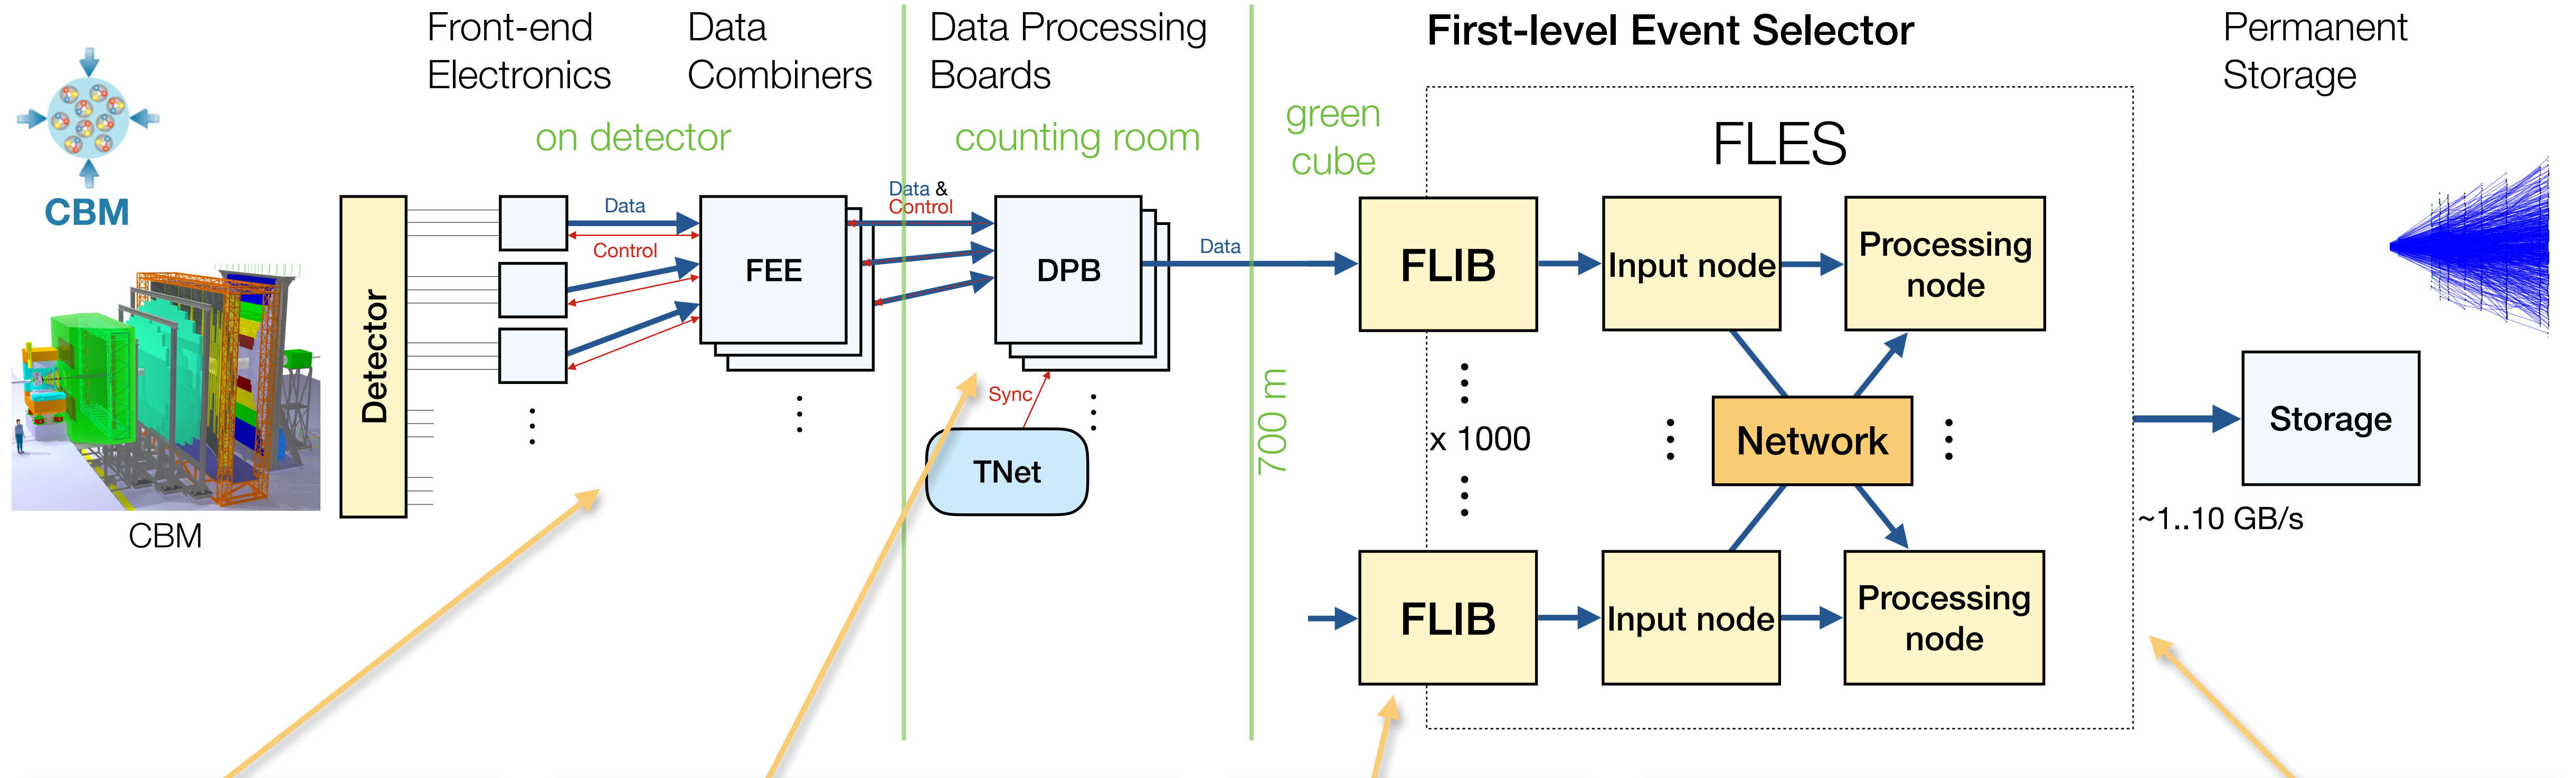 Front-end
Electronics
Data
Combiners
Data Processing
Boards
First-level Event Selector
Permanent
Storage
on detector
counting room
green
cube
FLES
CBM
CBM
Detector
Data
Control
FEE
Data &
Control
DPB
Data
Sync
TNet
700 m
FLIB
Input node
Processing
node
x 1000
Network
Storage
~1..10 GB/s
FLIB
Input node
Processing
node